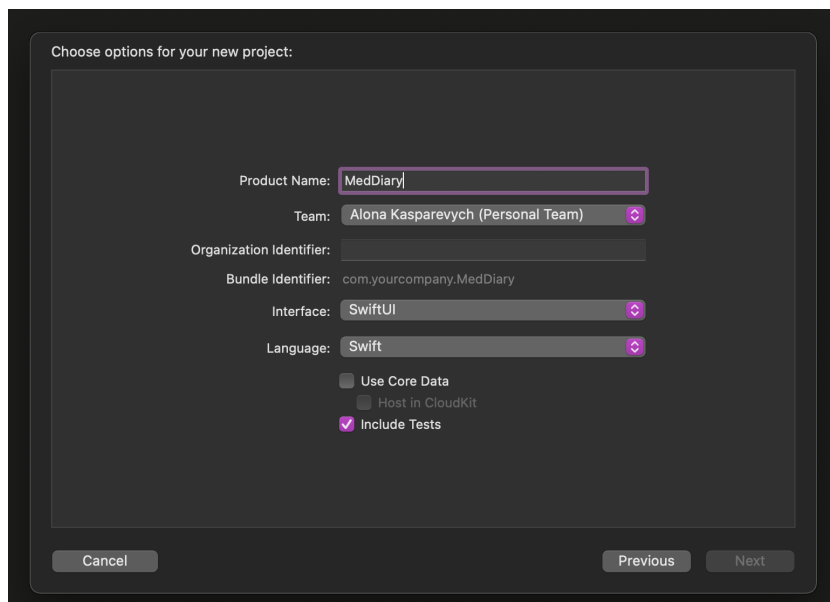 Choose options for your new project:
Product Name: MedDiary
Team: Alona Kasparevych (Personal Team)
Organization Identifier:
Bundle Identifier: com.yourcompany.MedDiary
Interface: SwiftUI
Language: Swift
Use Core Data
Host in CloudKit
Include Tests
Cancel Previous Next